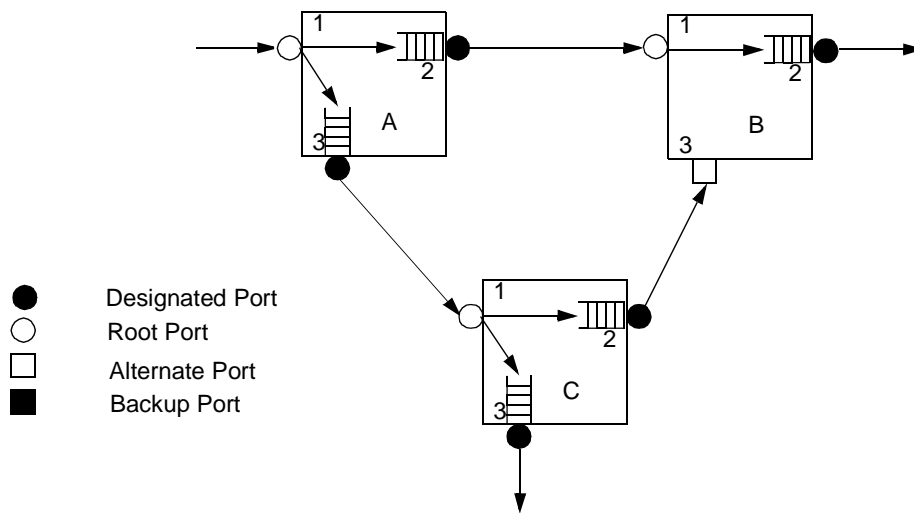 1
2
3
A
1
2
3
B
1
2
3
C
Designated Port
Root Port
Alternate Port
Backup Port